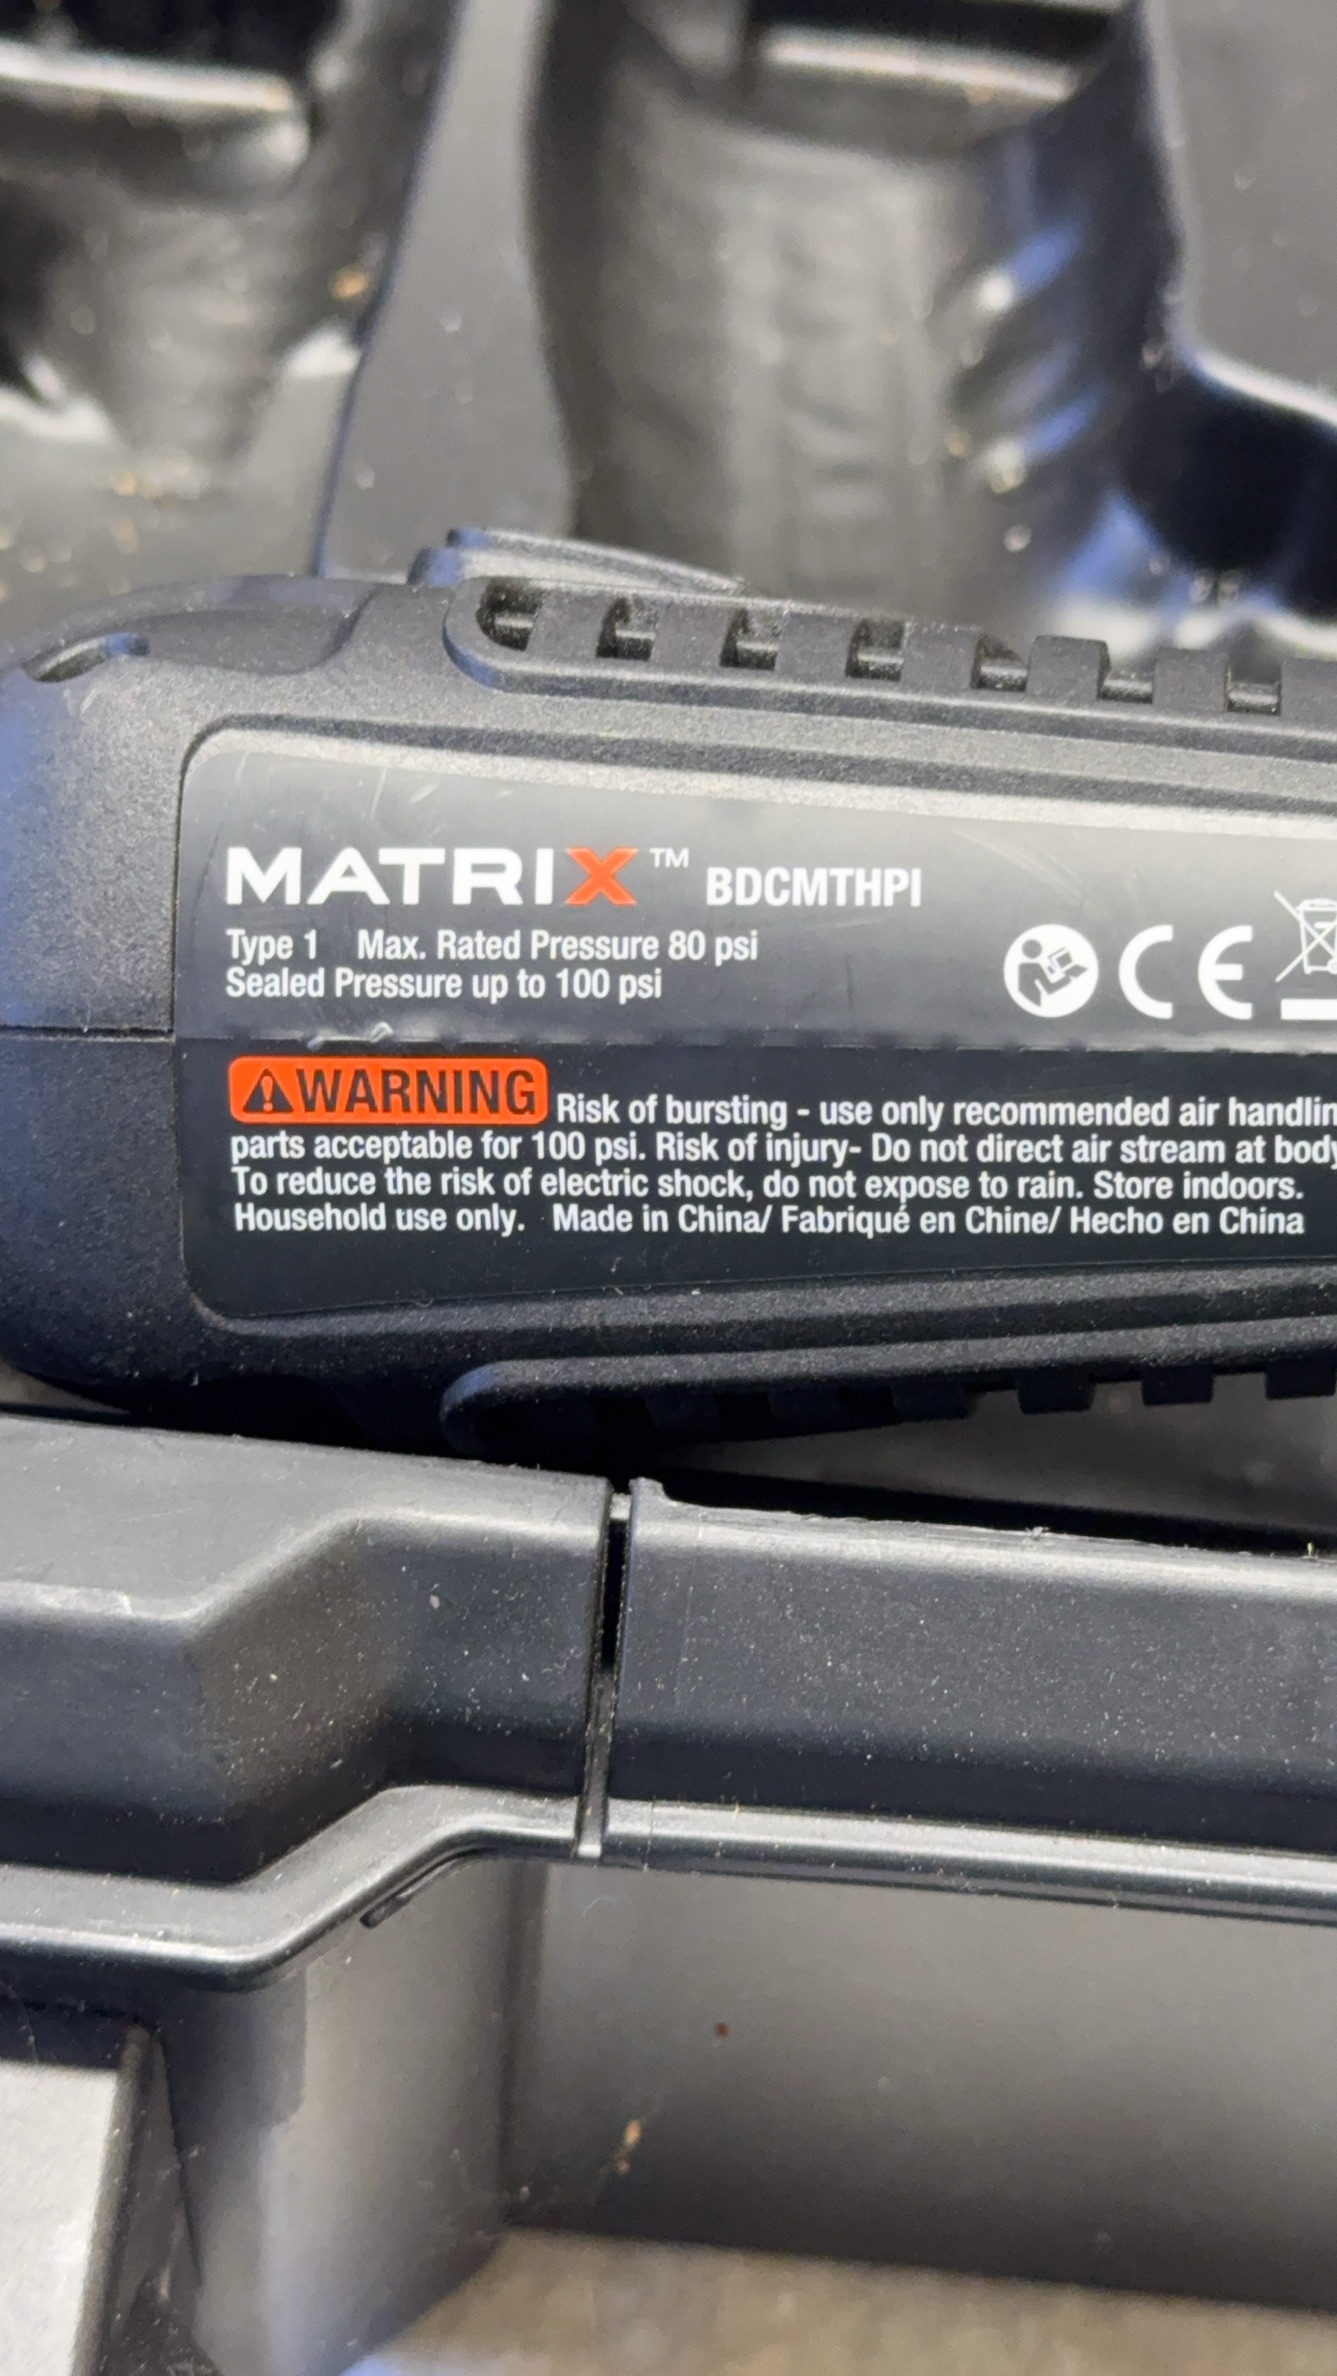 MATRIX™ BDCMTHPI
Type 1 Max. Rated Pressure 80 psi
Sealed Pressure up to 100 psi
CE
WARNING Risk of bursting - use only recommended air handlin
parts acceptable for 100 psi. Risk of injury- Do not direct air stream at body
To reduce the risk of electric shock, do not expose to rain. Store indoors.
Household use only. Made in China/ Fabriqué en Chine/ Hecho en China